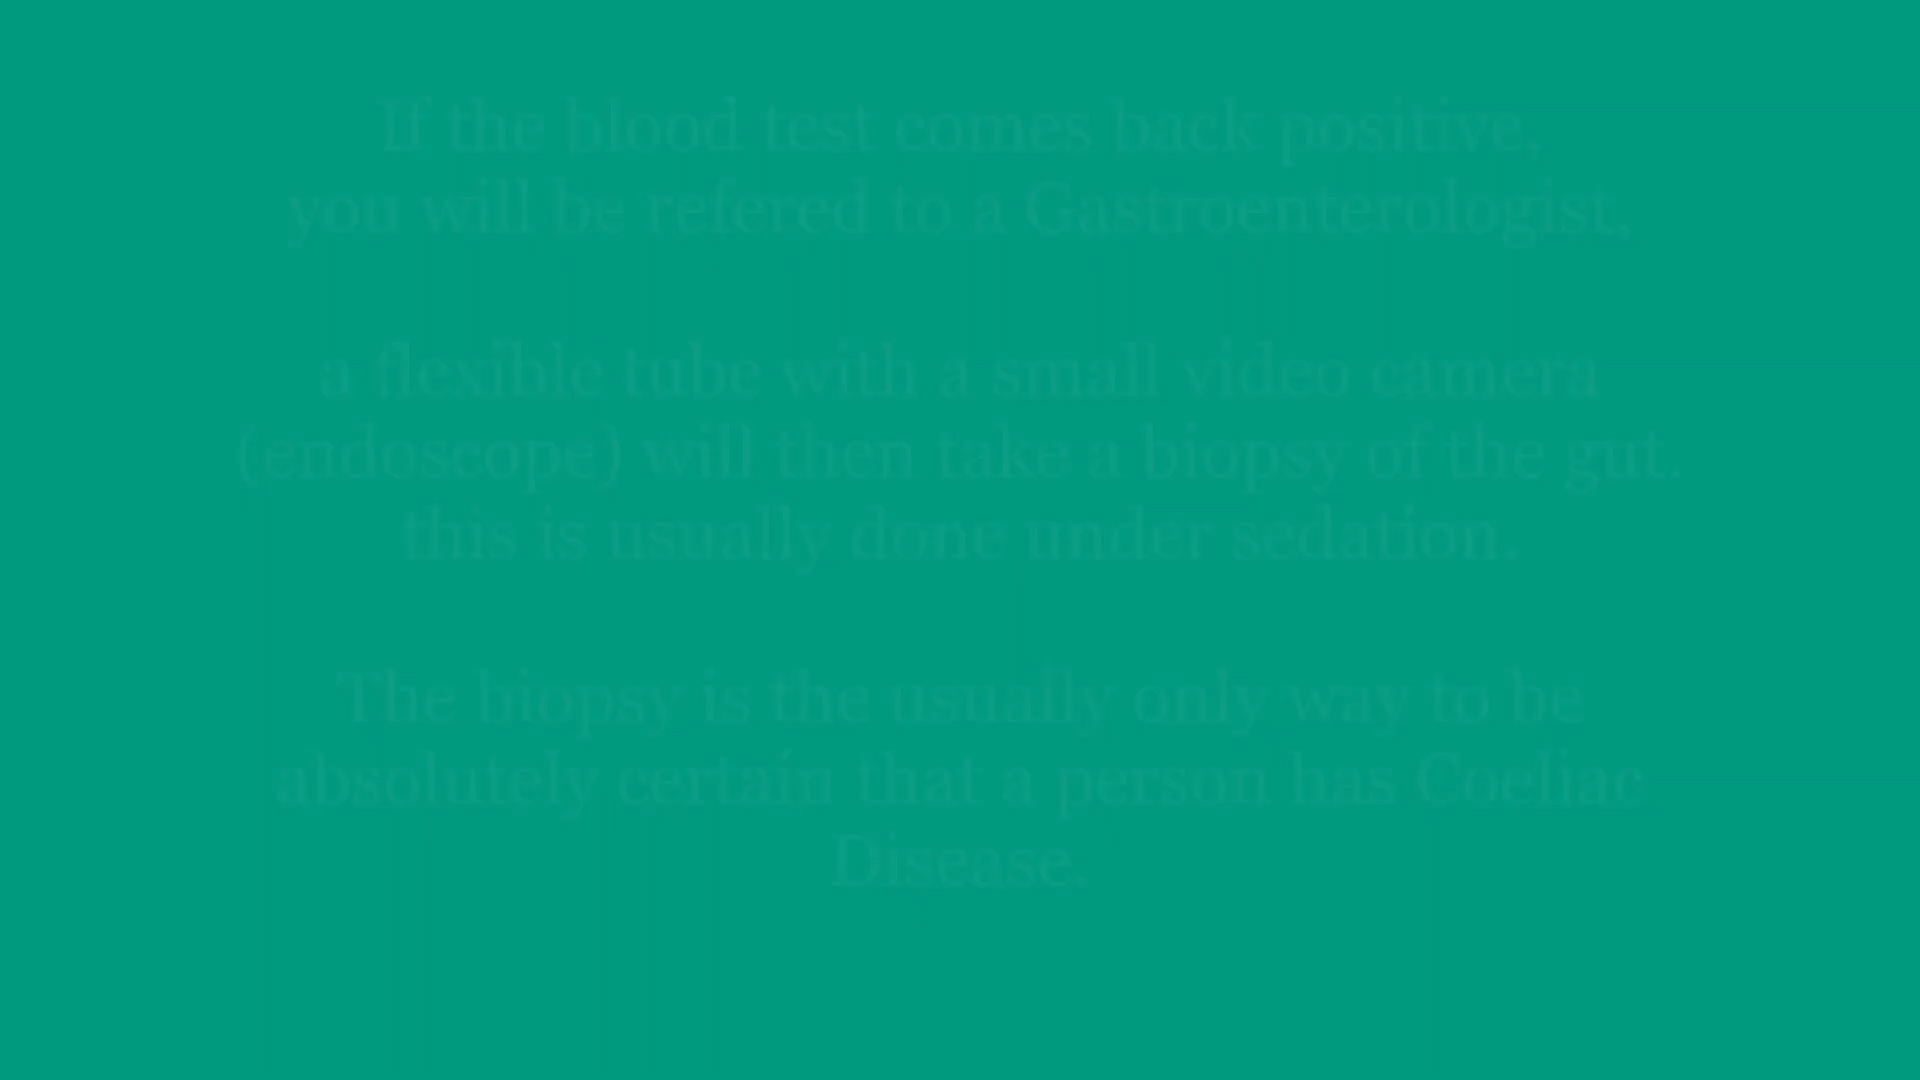 If the blood test comes back positive,
you will be refered to a Gastroenterologist,
a flexible tube with a small video camera
(endoscope) will then take a biopsy of the gut.
this is usually done under sedation.
The biopsy is the usually only way to be
absolutely certain that a person has Coeliac
Disease.